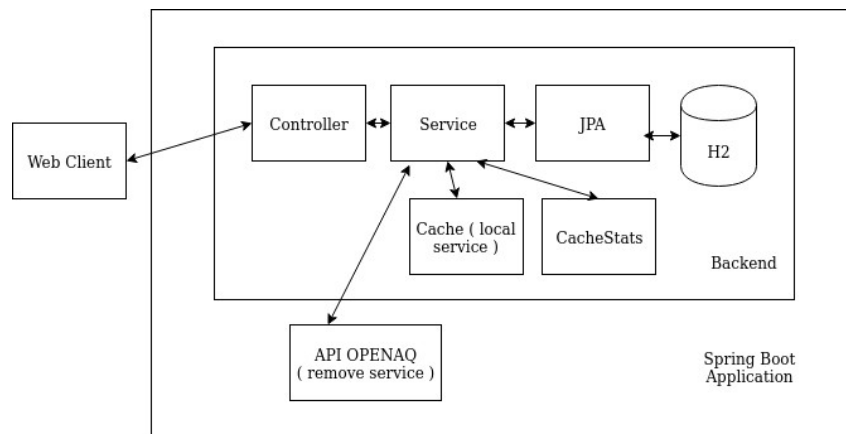 Controller
Service
JPA
H2
Web Client
Cache ( local
service )
CacheStats
Backend
API OPENAQ
( remove service )
Spring Boot
Application